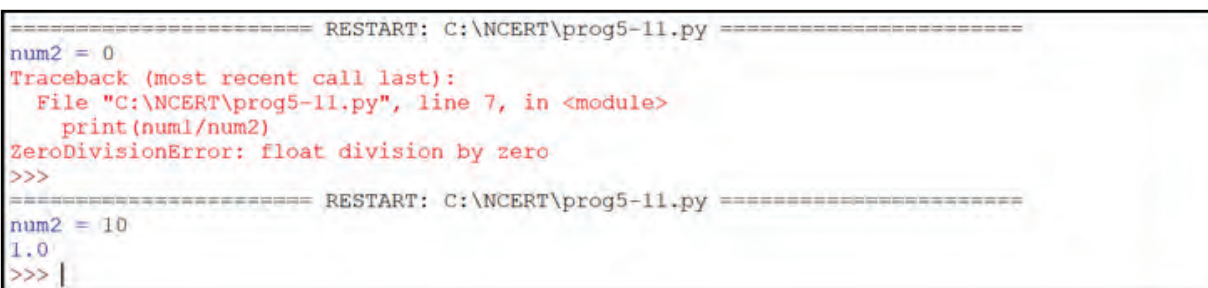 ====================== RESTART: C:\NCERT\prog5-11.py ======================
num2 = 0
Traceback (most recent call last):
  File "C:\NCERT\prog5-11.py", line 7, in <module>
    print(num1/num2)
ZeroDivisionError: float division by zero
>>>
====================== RESTART: C:\NCERT\prog5-11.py ======================
num2 = 10
1.0
>>>